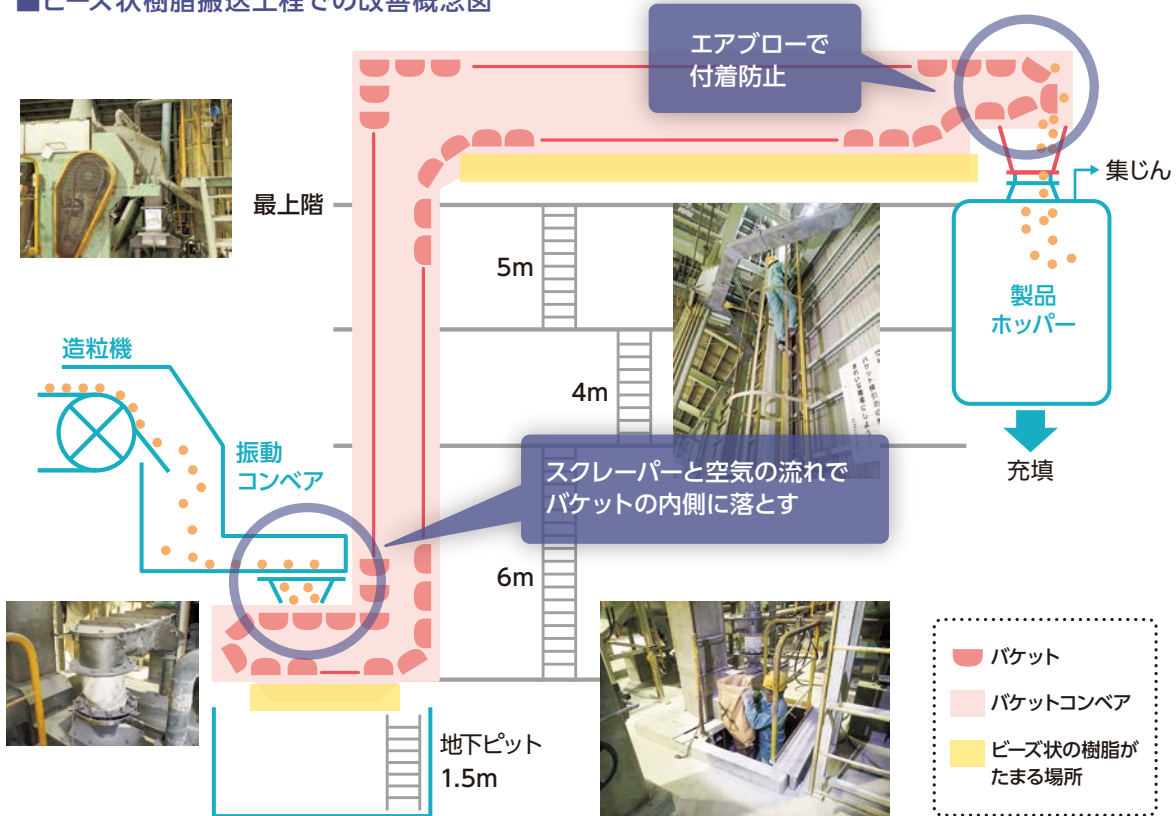 ■ビーズ状樹脂搬送工程での改善概念図
エアブローで
付着防止
集じん
最上階
5m
製品
ホッパー
造粒機
4m
振動
コンベア
スクレーパーと空気の流れで
バケットの内側に落とす
充填
6m
バケット
バケットコンベア
ビーズ状の樹脂が
たまる場所
地下ピット
1.5m